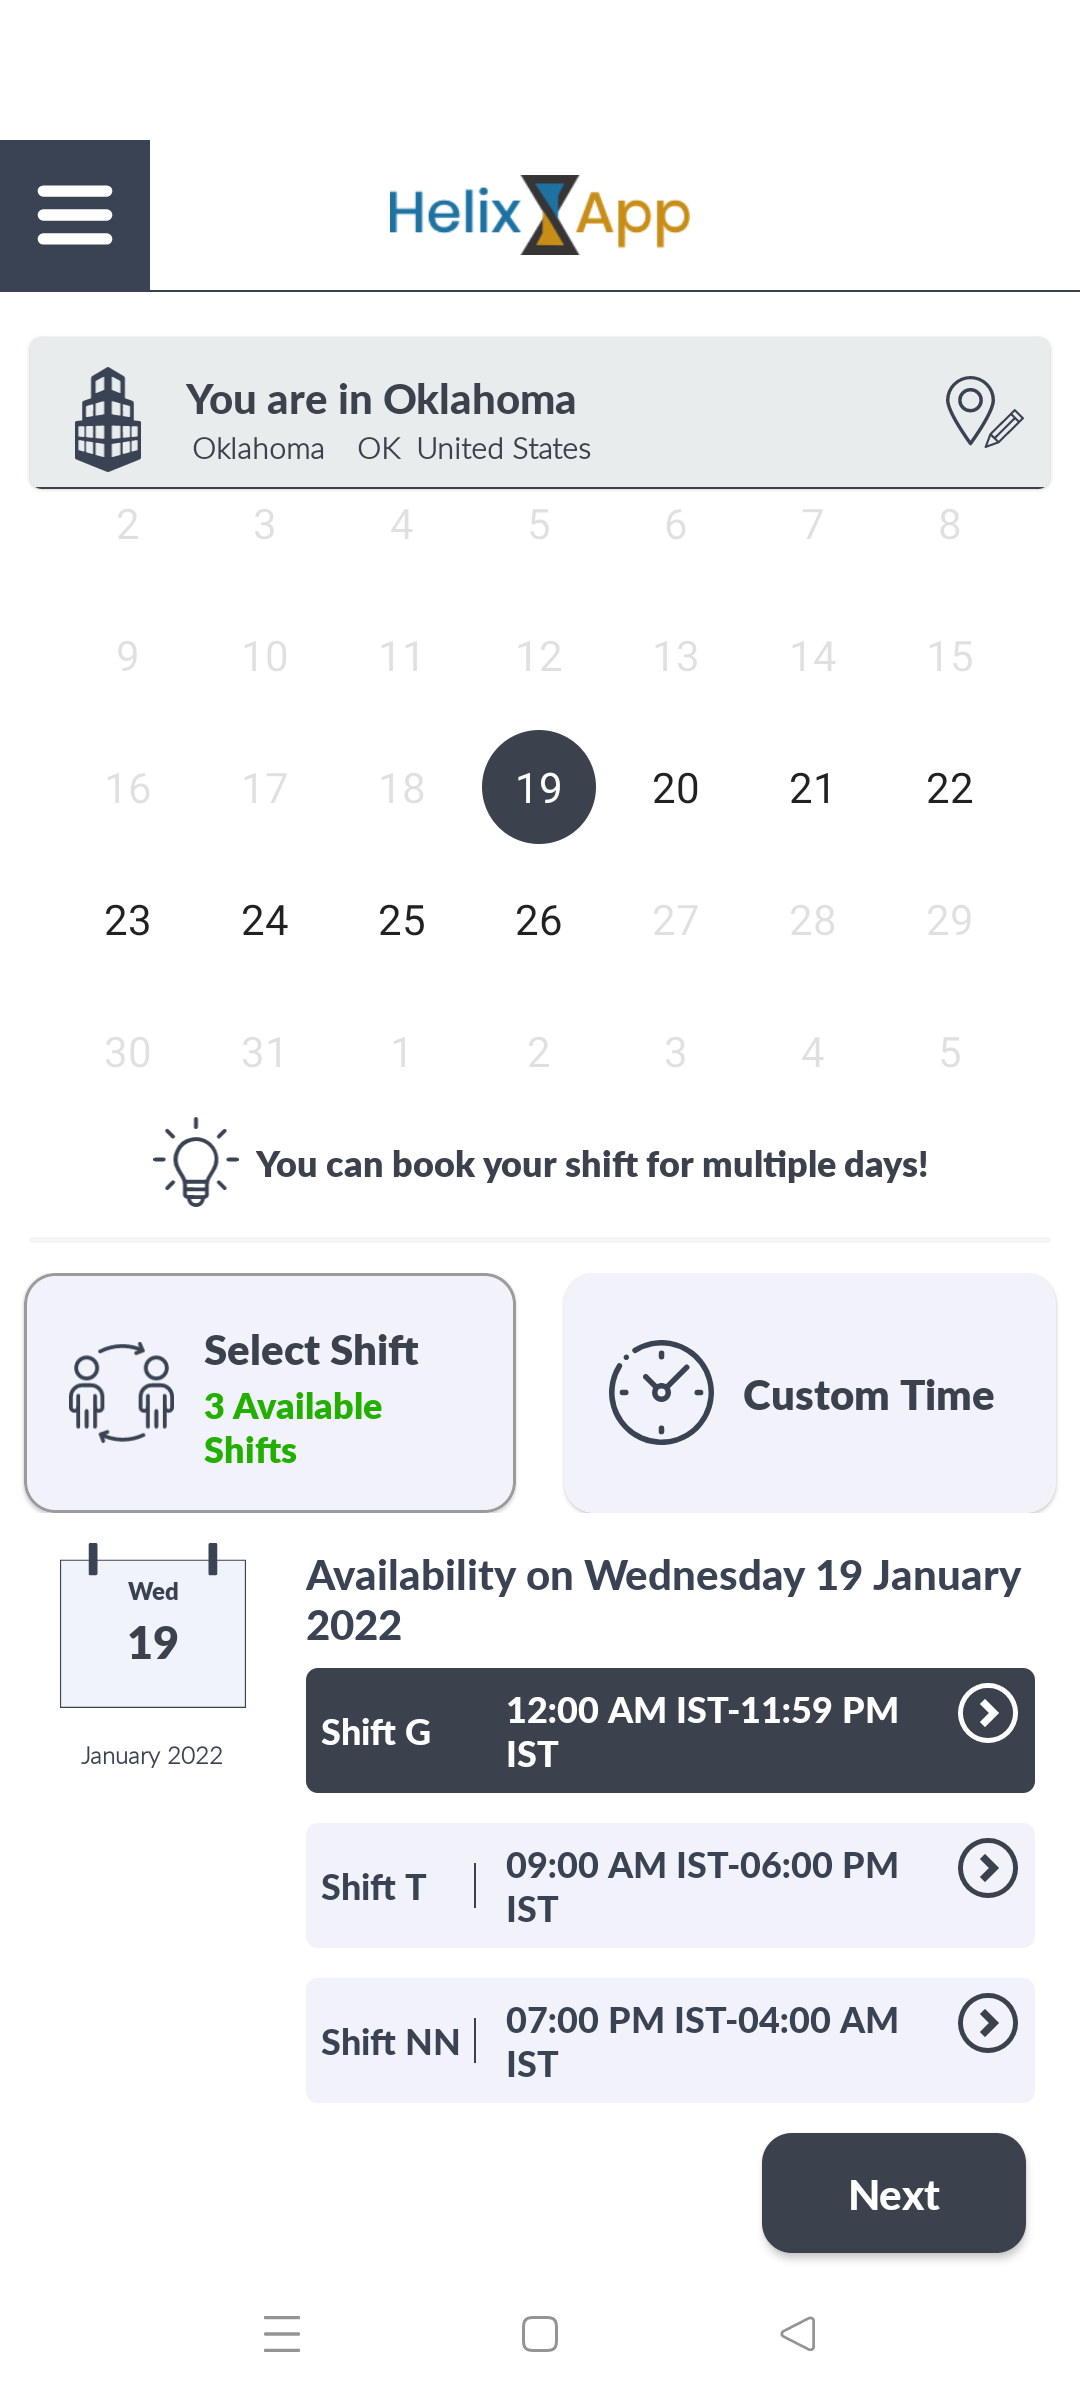 Helix App
You are in Oklahoma
Oklahoma OK United States
2 3 4 5 6 7 8
9 10 11 12 13 14 15
16 17 18 19 20 21 22
23 24 25 26 27 28 29
30 31 1 2 3 4 5
You can book your shift for multiple days!
Select Shift
3 Available
Shifts
Custom Time
Wed
19
January 2022
Availability on Wednesday 19 January
2022
Shift G
12:00 AM IST-11:59 PM
IST
Shift T
09:00 AM IST-06:00 PM
IST
Shift NN
07:00 PM IST-04:00 AM
IST
Next